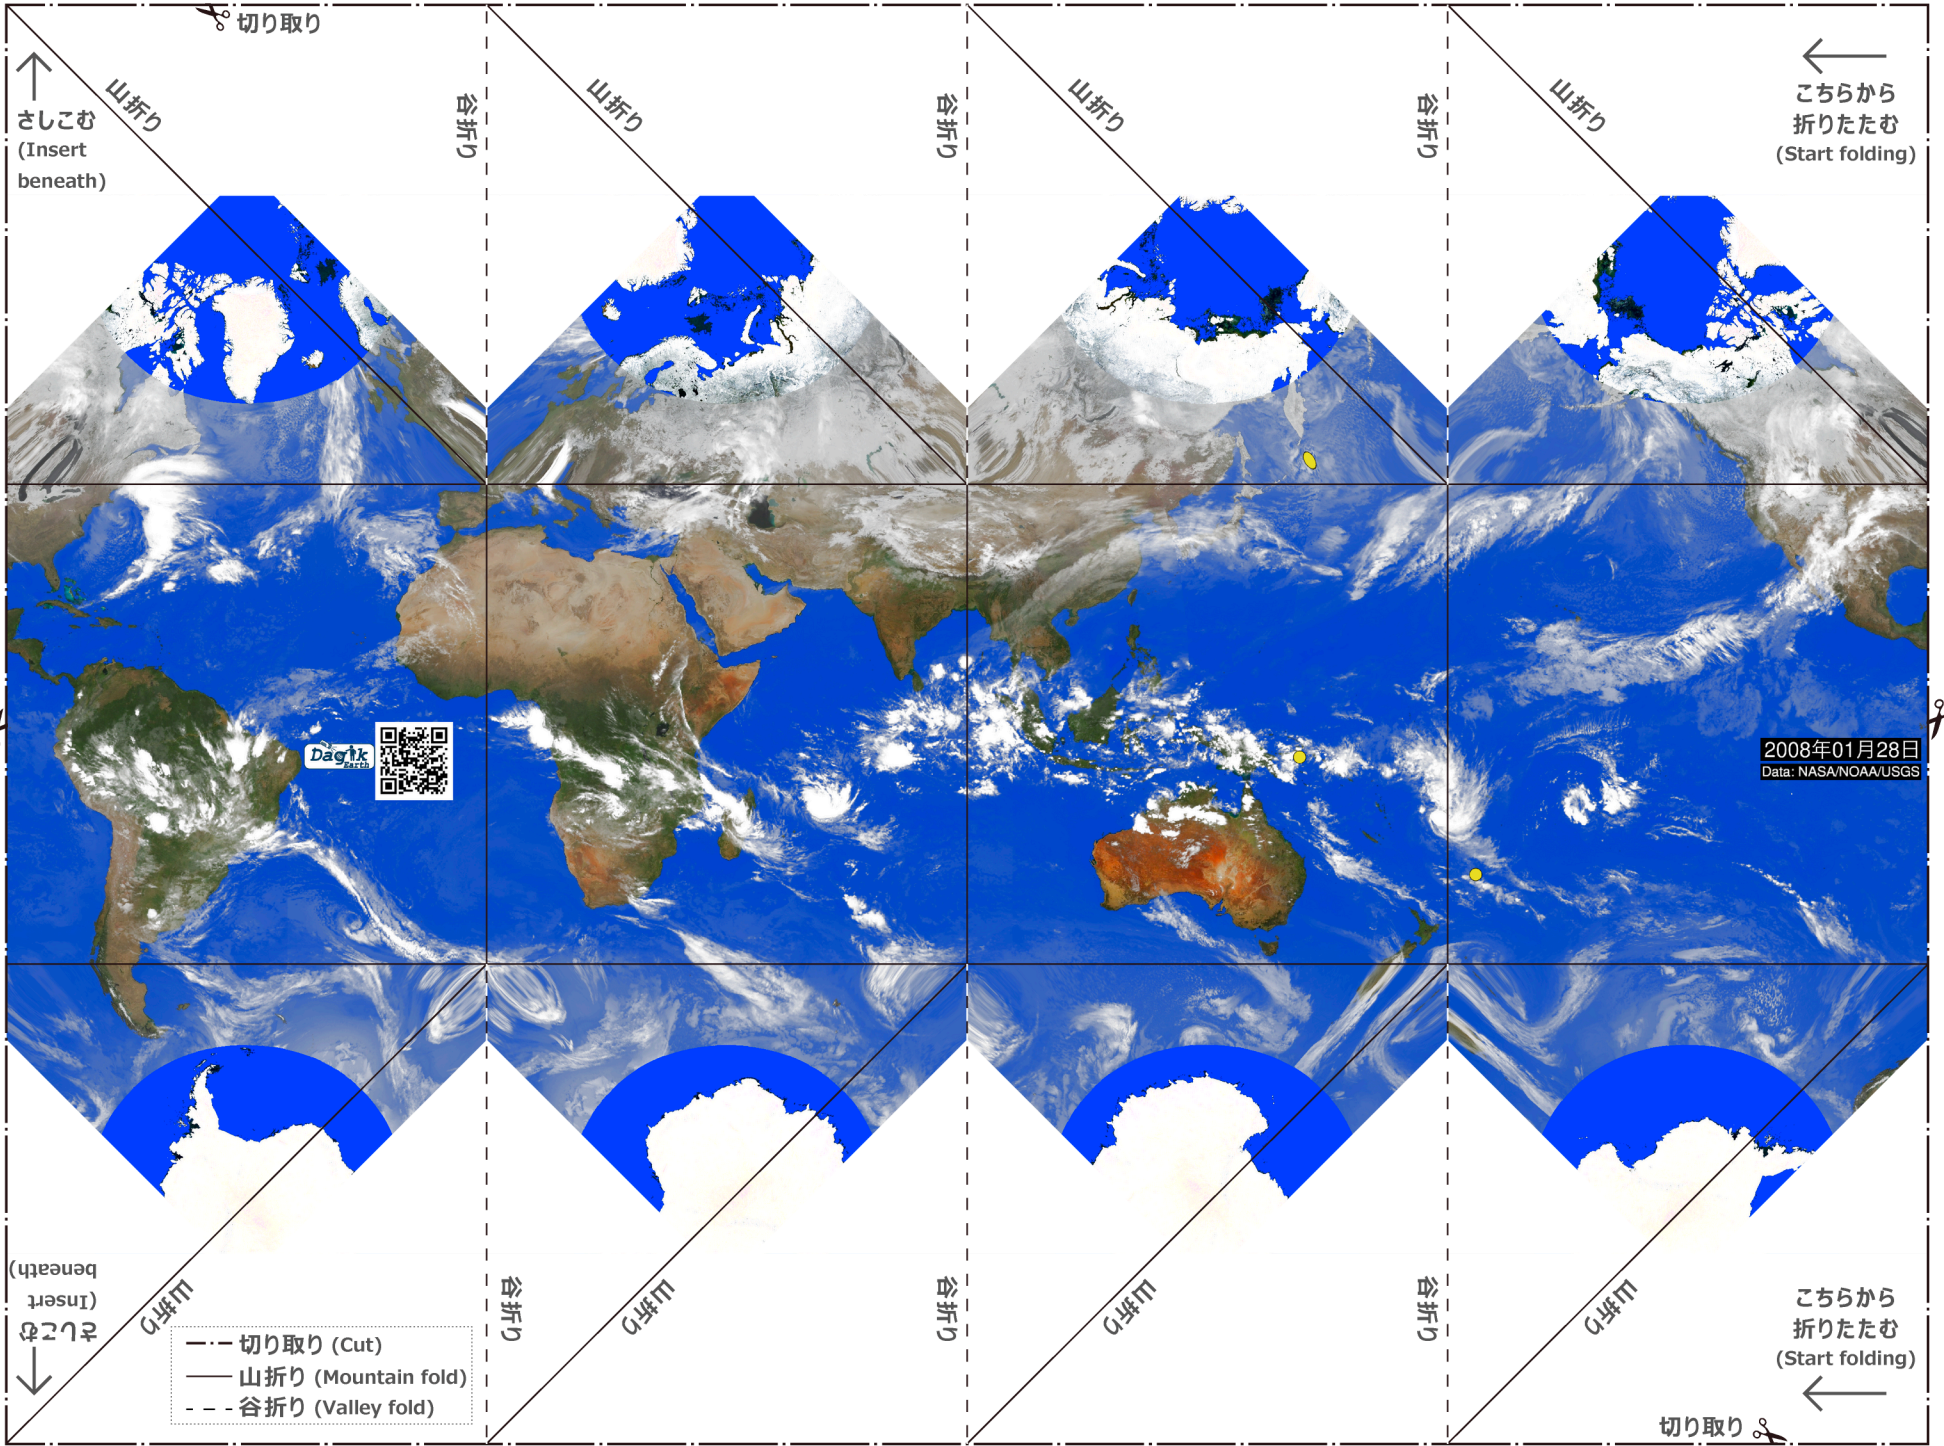 切り取り
山折り
谷折り
山折り
谷折り
山折り
谷折り
山折り
さしこむ
(Insert
beneath)
こちらから
折りたたむ
(Start folding)
Dagik
Earth
2008年01月28日
Data: NASA/NOAA/USGS
さしこむ
(Insert
beneath)
山折り
谷折り
山折り
谷折り
山折り
谷折り
山折り
こちらから
折りたたむ
(Start folding)
切り取り (Cut)
山折り (Mountain fold)
谷折り (Valley fold)
切り取り